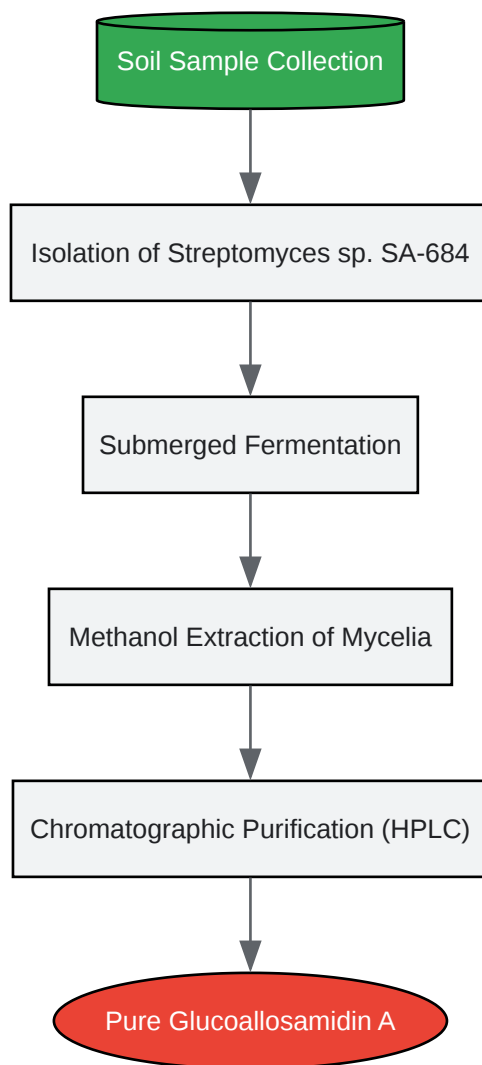 Soil Sample Collection
Isolation of Streptomyces sp. SA-684
Submerged Fermentation
Methanol Extraction of Mycelia
Chromatographic Purification (HPLC)
Pure Glucoallosamidin A